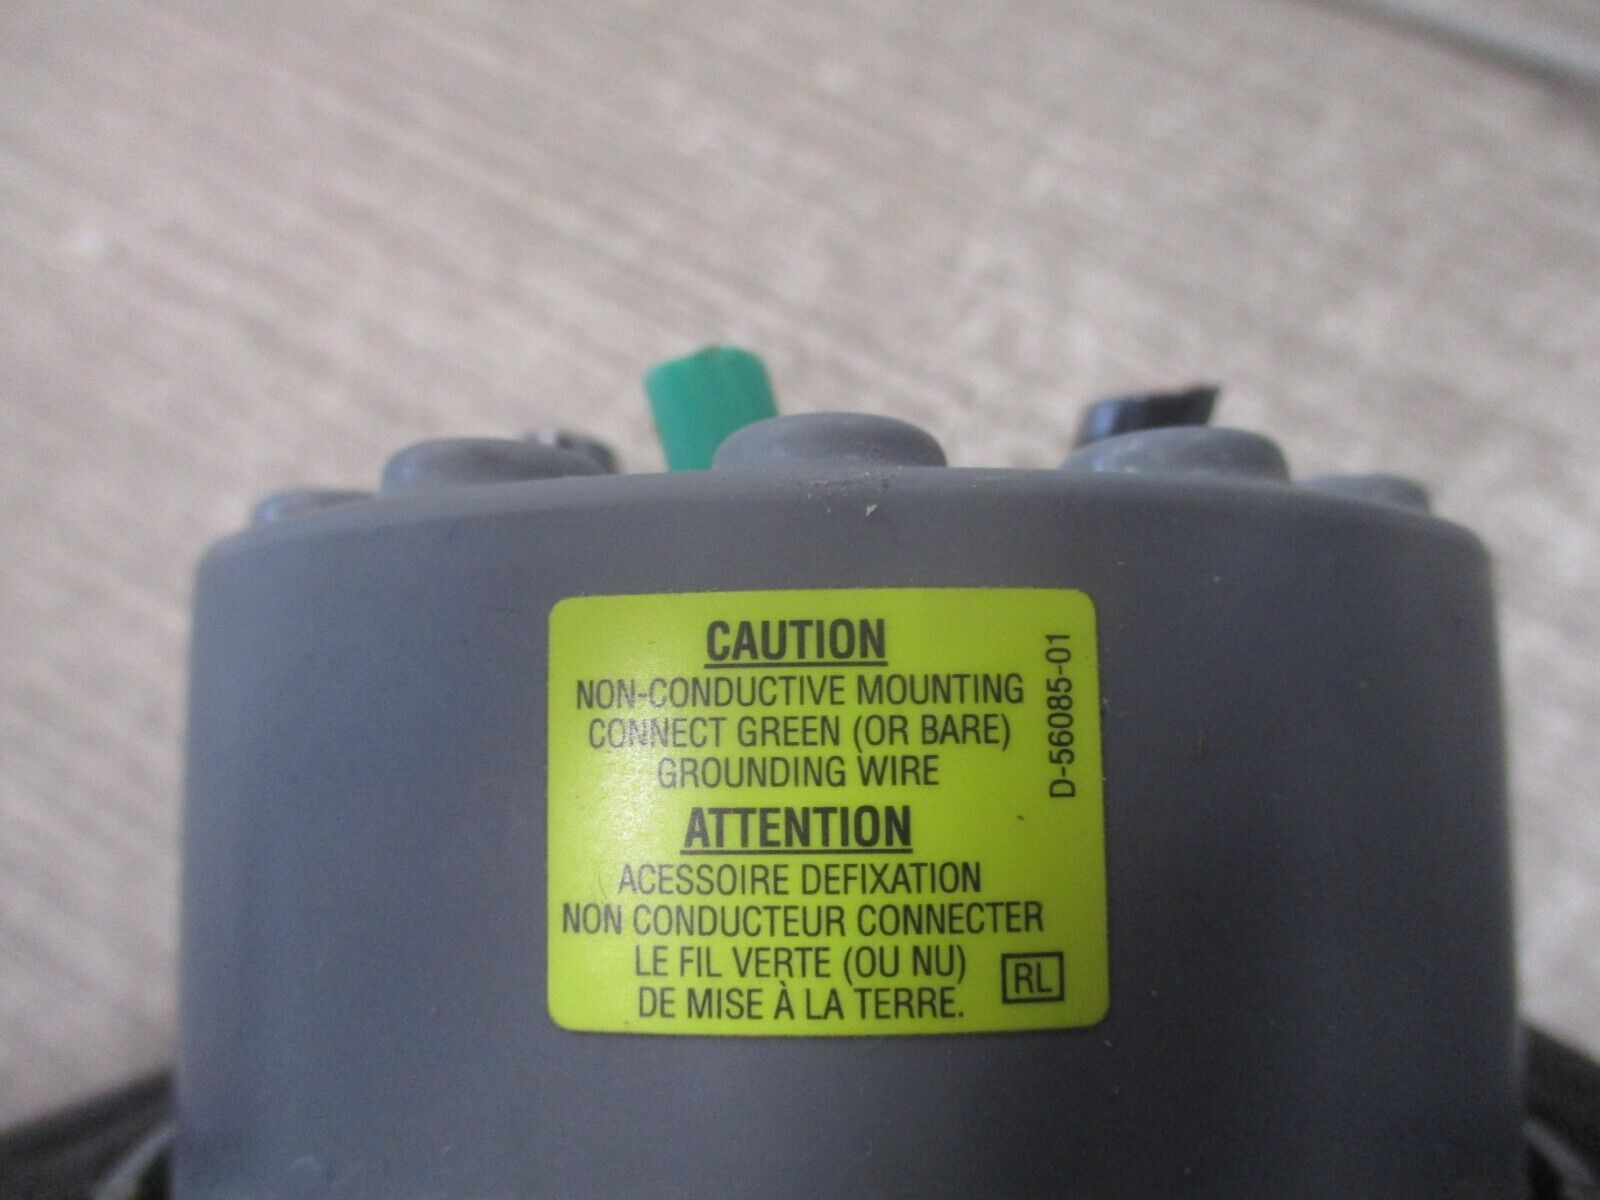 CAUTION
NON-CONDUCTIVE MOUNTING
CONNECT GREEN (OR BARE)
GROUNDING WIRE
ATTENTION
ACESSOIRE DEFIXATION
NON CONDUCTEUR CONNECTER
LE FIL VERTE (OU NU)
DE MISE À LA TERRE.
RL
D-56085-01